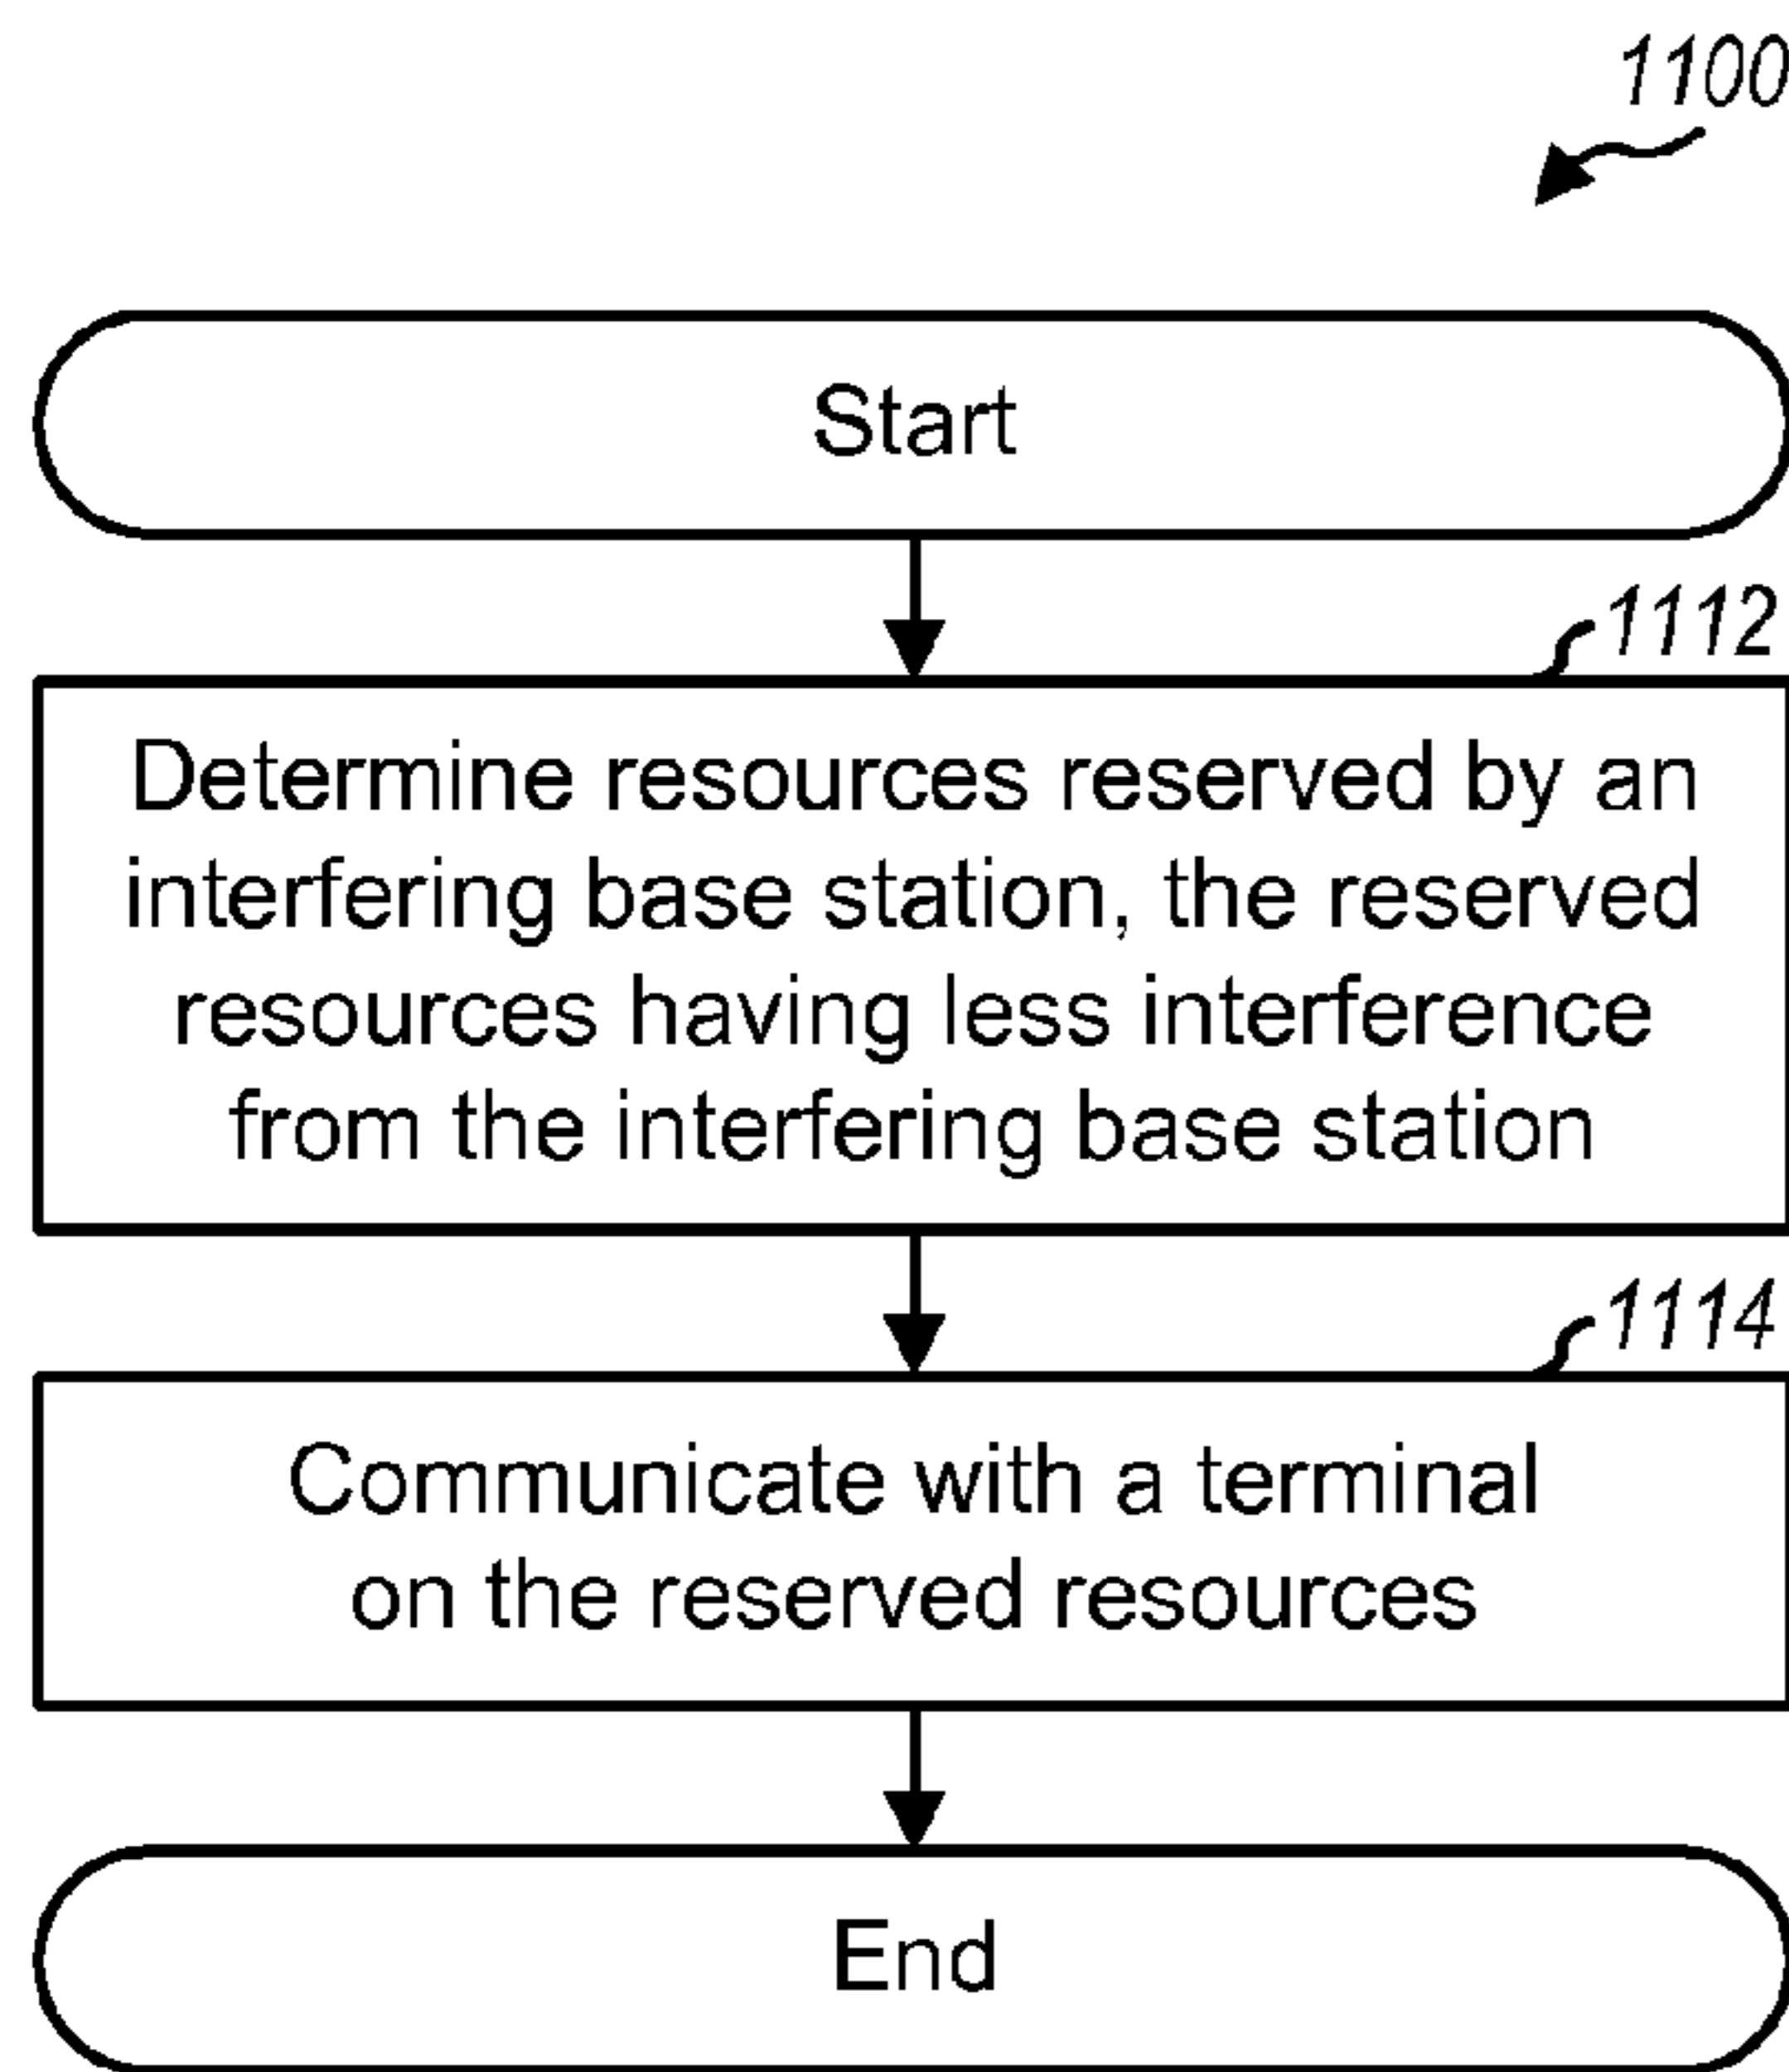 1100
Start
1112
Determine resources reserved by an
interfering base station, the reserved
resources having less interference
from the interfering base station
1114
Communicate with a terminal
on the reserved resources
End